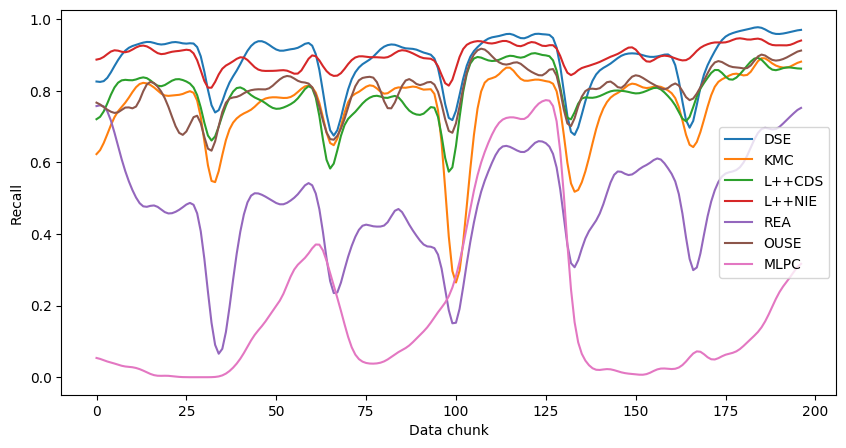 1.0
0.8
0.6
0.4
0.2
0.0
Recall
0
25
50
75
100
125
150
175
200
Data chunk
DSE
KMC
L++CDS
L++NIE
REA
OUSE
MLPC